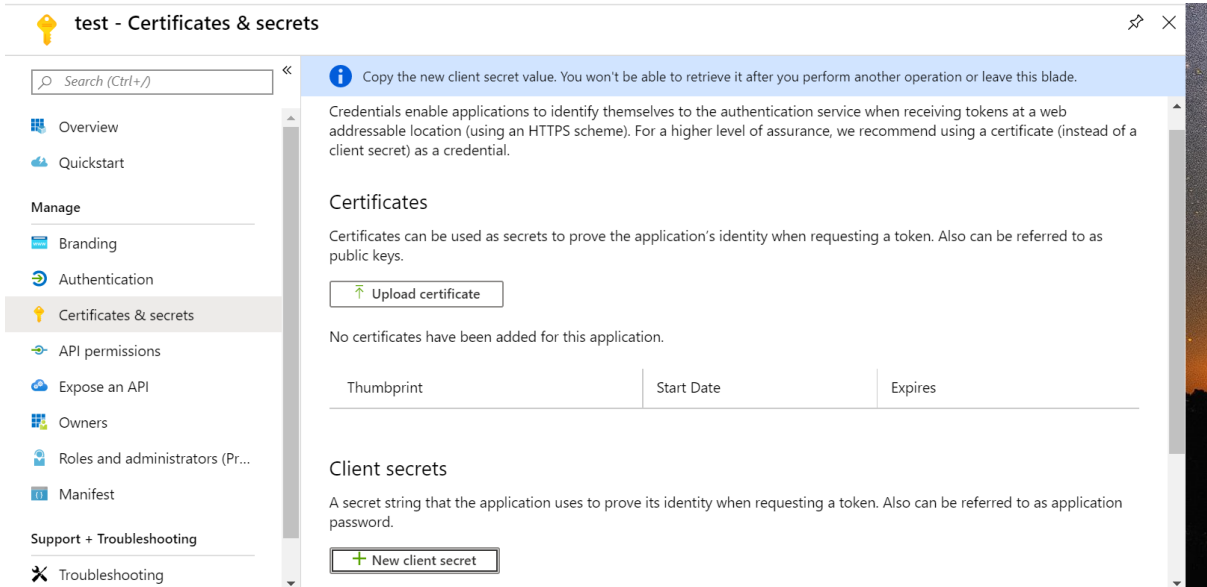 test - Certificates & secrets
Search (Ctrl+/)
«
Overview
Quickstart
Manage
Branding
Authentication
Certificates & secrets
API permissions
Expose an API
Owners
Roles and administrators (Pr...
Manifest
Support + Troubleshooting
Troubleshooting
Copy the new client secret value. You won't be able to retrieve it after you perform another operation or leave this blade.
Credentials enable applications to identify themselves to the authentication service when receiving tokens at a web
addressable location (using an HTTPS scheme). For a higher level of assurance, we recommend using a certificate (instead of a
client secret) as a credential.
Certificates
Certificates can be used as secrets to prove the application's identity when requesting a token. Also can be referred to as
public keys.
Upload certificate
No certificates have been added for this application.
Thumbprint Start Date Expires
Client secrets
A secret string that the application uses to prove its identity when requesting a token. Also can be referred to as application
password.
New client secret